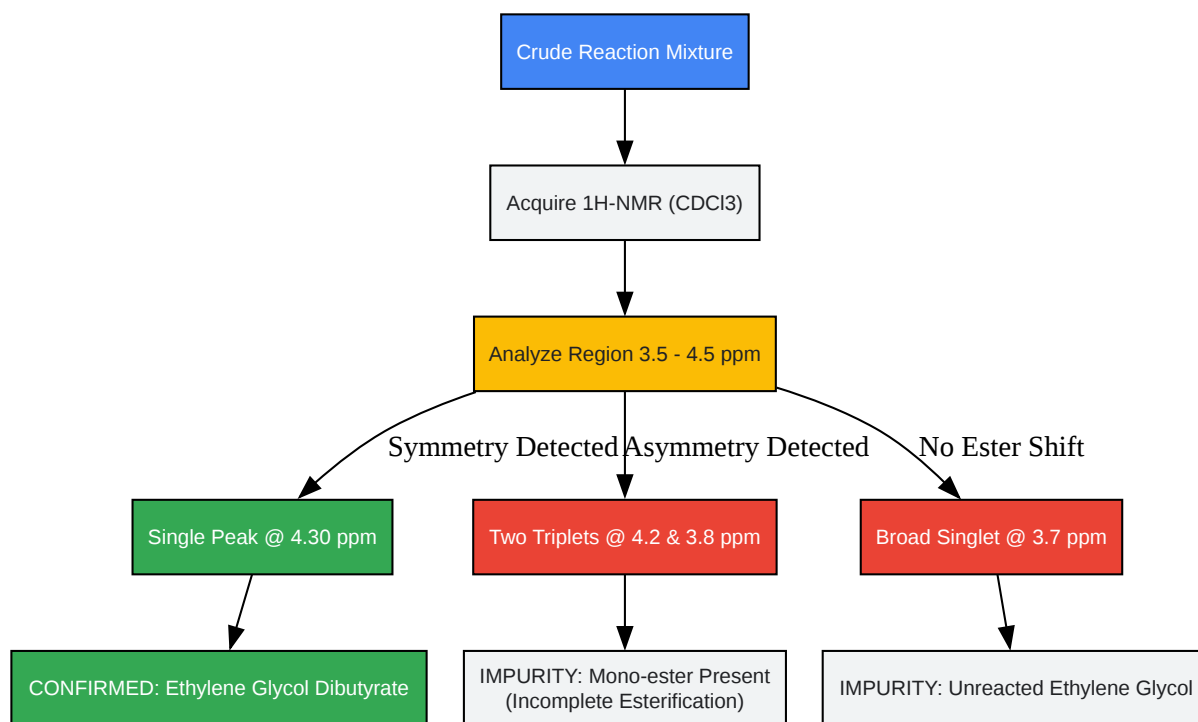 Crude Reaction Mixture
Acquire 1H-NMR (CDCl3)
Analyze Region 3.5 - 4.5 ppm
Symmetry Detected
Asymmetry Detected
No Ester Shift
Single Peak @ 4.30 ppm
Two Triplets @ 4.2 & 3.8 ppm
Broad Singlet @ 3.7 ppm
CONFIRMED: Ethylene Glycol Dibutyrate
IMPURITY: Mono-ester Present
(Incomplete Esterification)
IMPURITY: Unreacted Ethylene Glycol